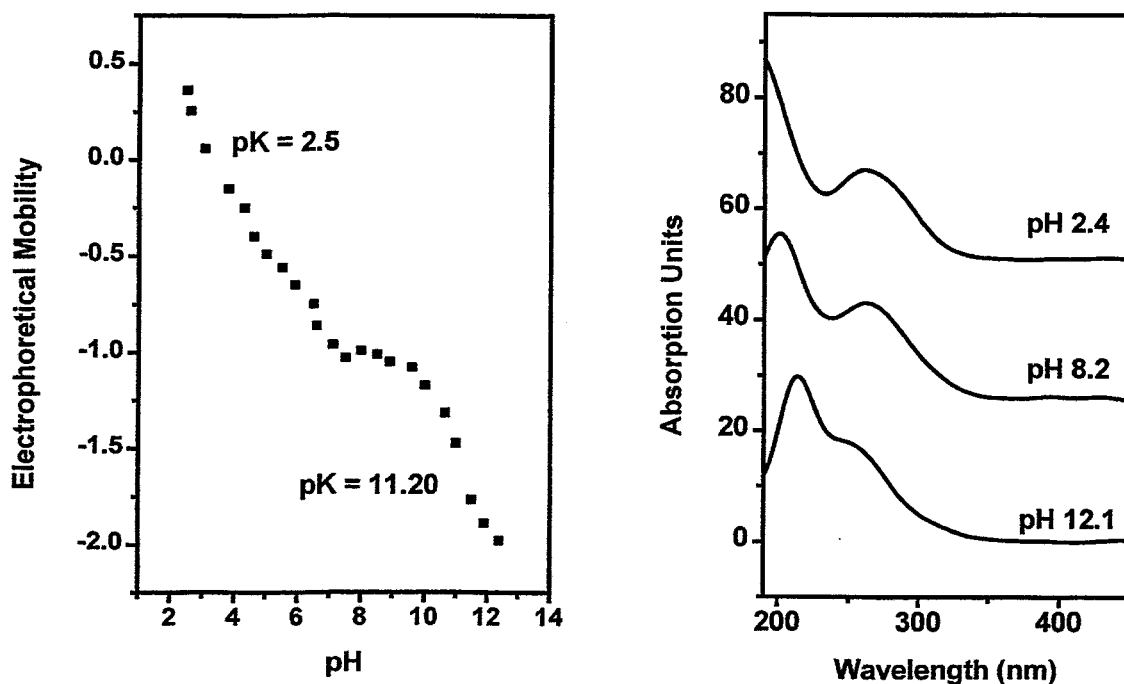 0.5
0.0
-0.5
-1.0
-1.5
-2.0
Electrophoretical Mobility
pK = 2.5
pK = 11.20
2 4 6 8 10 12 14
pH
80
60
40
20
0
Absorption Units
pH 2.4
pH 8.2
pH 12.1
200 300 400
Wavelength (nm)